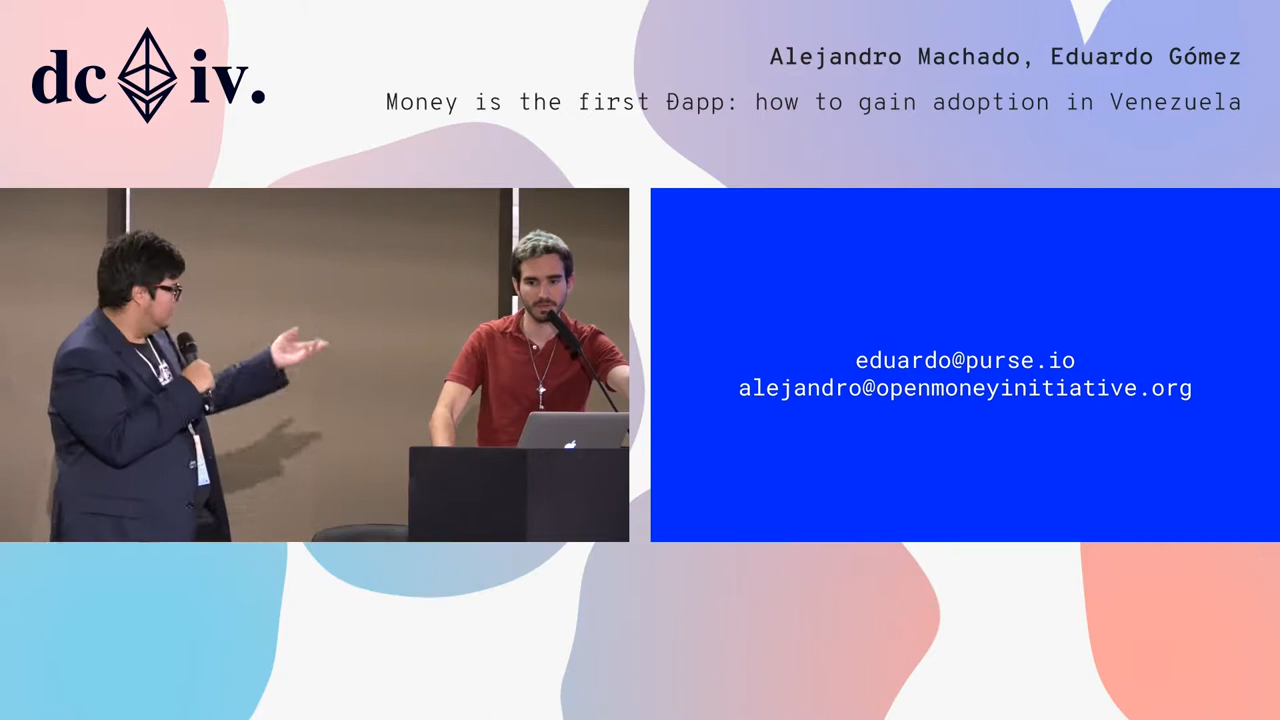 dc iv.
Alejandro Machado, Eduardo Gómez
Money is the first Đapp: how to gain adoption in Venezuela
eduardo@purse.io
alejandro@openmoneyinitiative.org